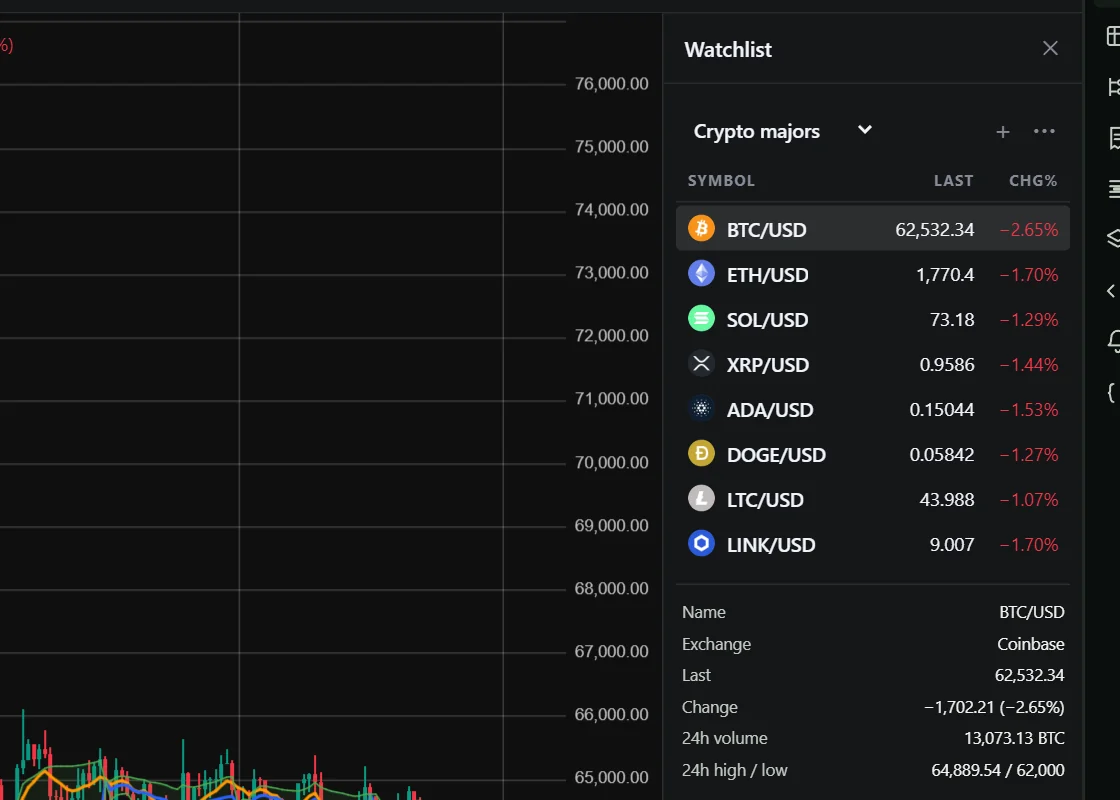 %)
76,000.00
75,000.00
74,000.00
73,000.00
72,000.00
71,000.00
70,000.00
69,000.00
68,000.00
67,000.00
66,000.00
65,000.00
Watchlist
Crypto majors
SYMBOL LAST CHG%
BTC/USD 62,532.34 −2.65%
ETH/USD 1,770.4 −1.70%
SOL/USD 73.18 −1.29%
XRP/USD 0.9586 −1.44%
ADA/USD 0.15044 −1.53%
DOGE/USD 0.05842 −1.27%
LTC/USD 43.988 −1.07%
LINK/USD 9.007 −1.70%
Name BTC/USD
Exchange Coinbase
Last 62,532.34
Change −1,702.21 (−2.65%)
24h volume 13,073.13 BTC
24h high / low 64,889.54 / 62,000